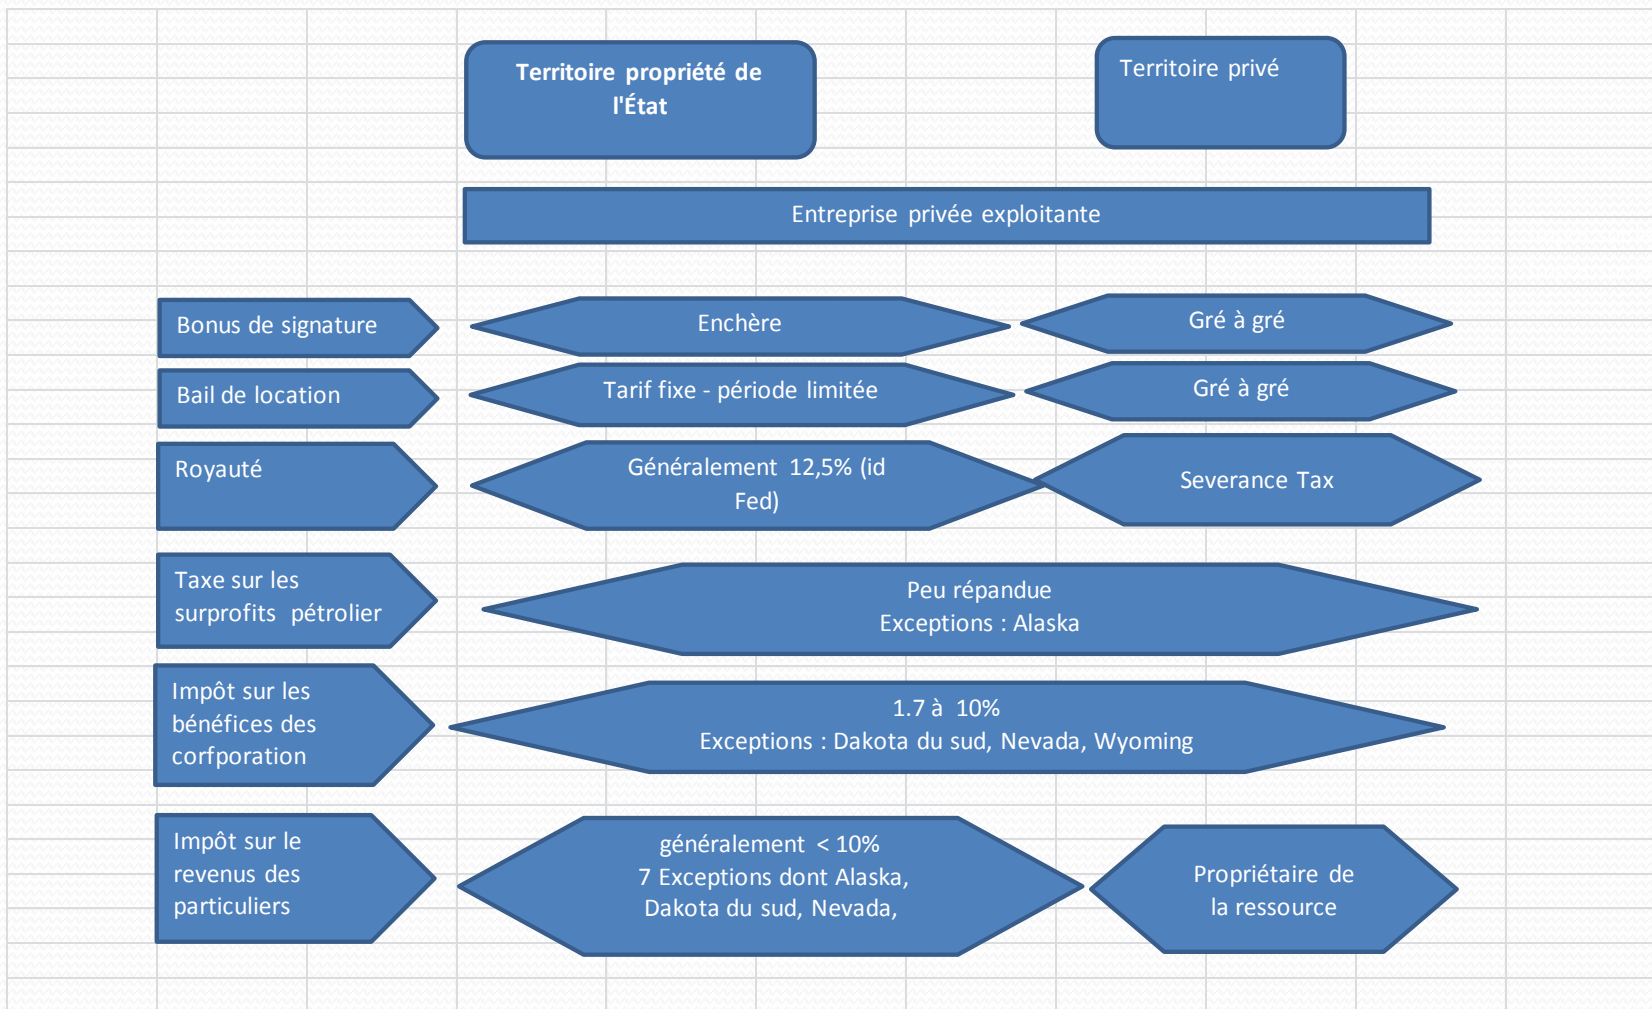 Territoire propriété de
l'État
Territoire privé
Entreprise privée exploitante
Bonus de signature
Enchère
Gré à gré
Bail de location
Tarif fixe - période limitée
Gré à gré
Royauté
Généralement 12,5% (id
Fed)
Severance Tax
Taxe sur les
surprofits pétrolier
Peu répandue
Exceptions : Alaska
Impôt sur les
bénéfices des
corfporation
1.7 à 10%
Exceptions : Dakota du sud, Nevada, Wyoming
Impôt sur le
revenus des
particuliers
généralement < 10%
7 Exceptions dont Alaska,
Dakota du sud, Nevada,
Propriétaire de
la ressource